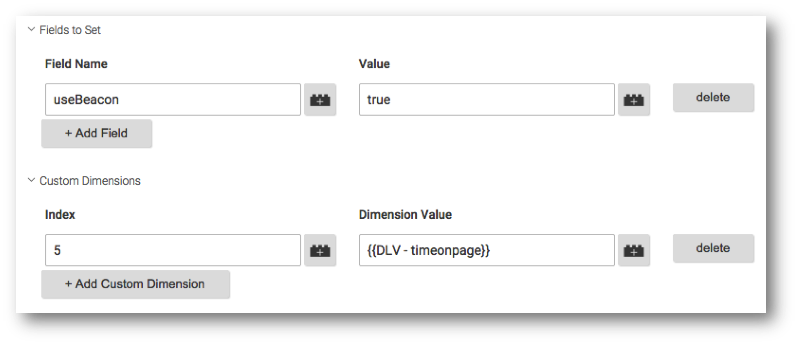 Fields to Set
Field Name Value
useBeacon true delete
+ Add Field
Custom Dimensions
Index Dimension Value
5 {{DLV - timeonpage}} delete
+ Add Custom Dimension